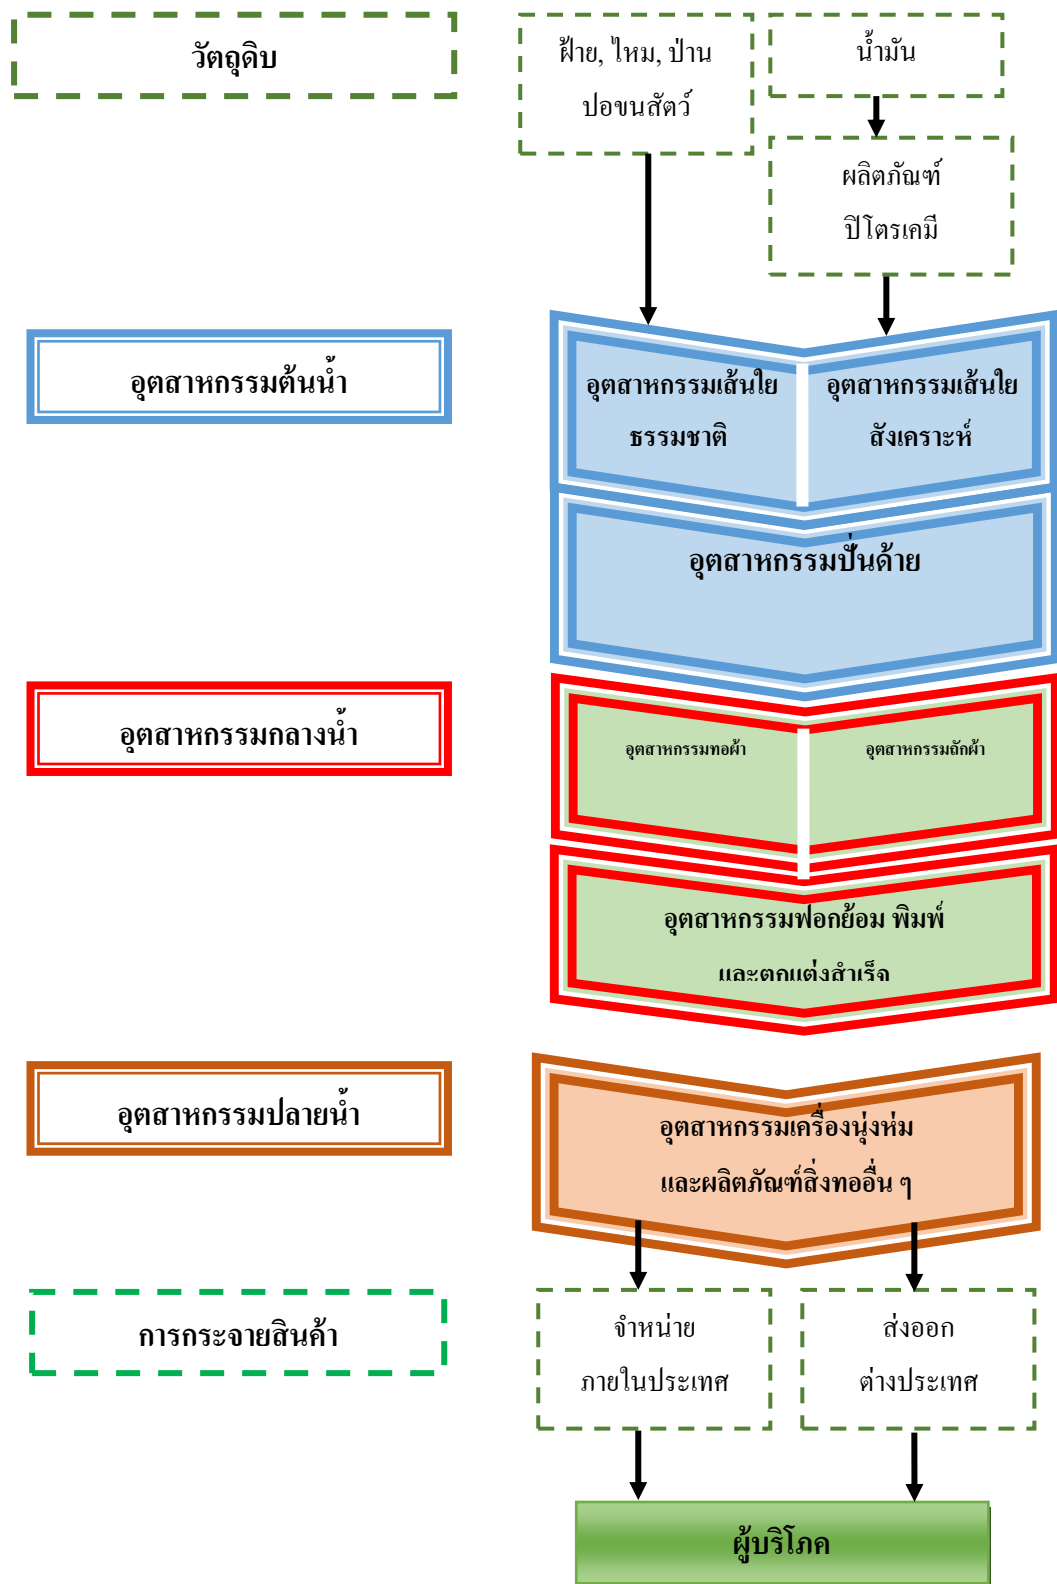 วัตถุดิบ
ฝ้าย, ไหม, ป่าน
ปอขนสัตว์
น้ำมัน
ผลิตภัณฑ์
ปิโตรเคมี
อุตสาหกรรมต้นน้ำ
อุตสาหกรรมเส้นใย
ธรรมชาติ
อุตสาหกรรมเส้นใย
สังเคราะห์
อุตสาหกรรมปั่นด้าย
อุตสาหกรรมกลางน้ำ
อุตสาหกรรมทอผ้า
อุตสาหกรรมถักผ้า
อุตสาหกรรมฟอกย้อม พิมพ์
และตกแต่งสำเร็จ
อุตสาหกรรมปลายน้ำ
อุตสาหกรรมเครื่องนุ่งห่ม
และผลิตภัณฑ์สิ่งทออื่น ๆ
การกระจายสินค้า
จำหน่าย
ภายในประเทศ
ส่งออก
ต่างประเทศ
ผู้บริโภค